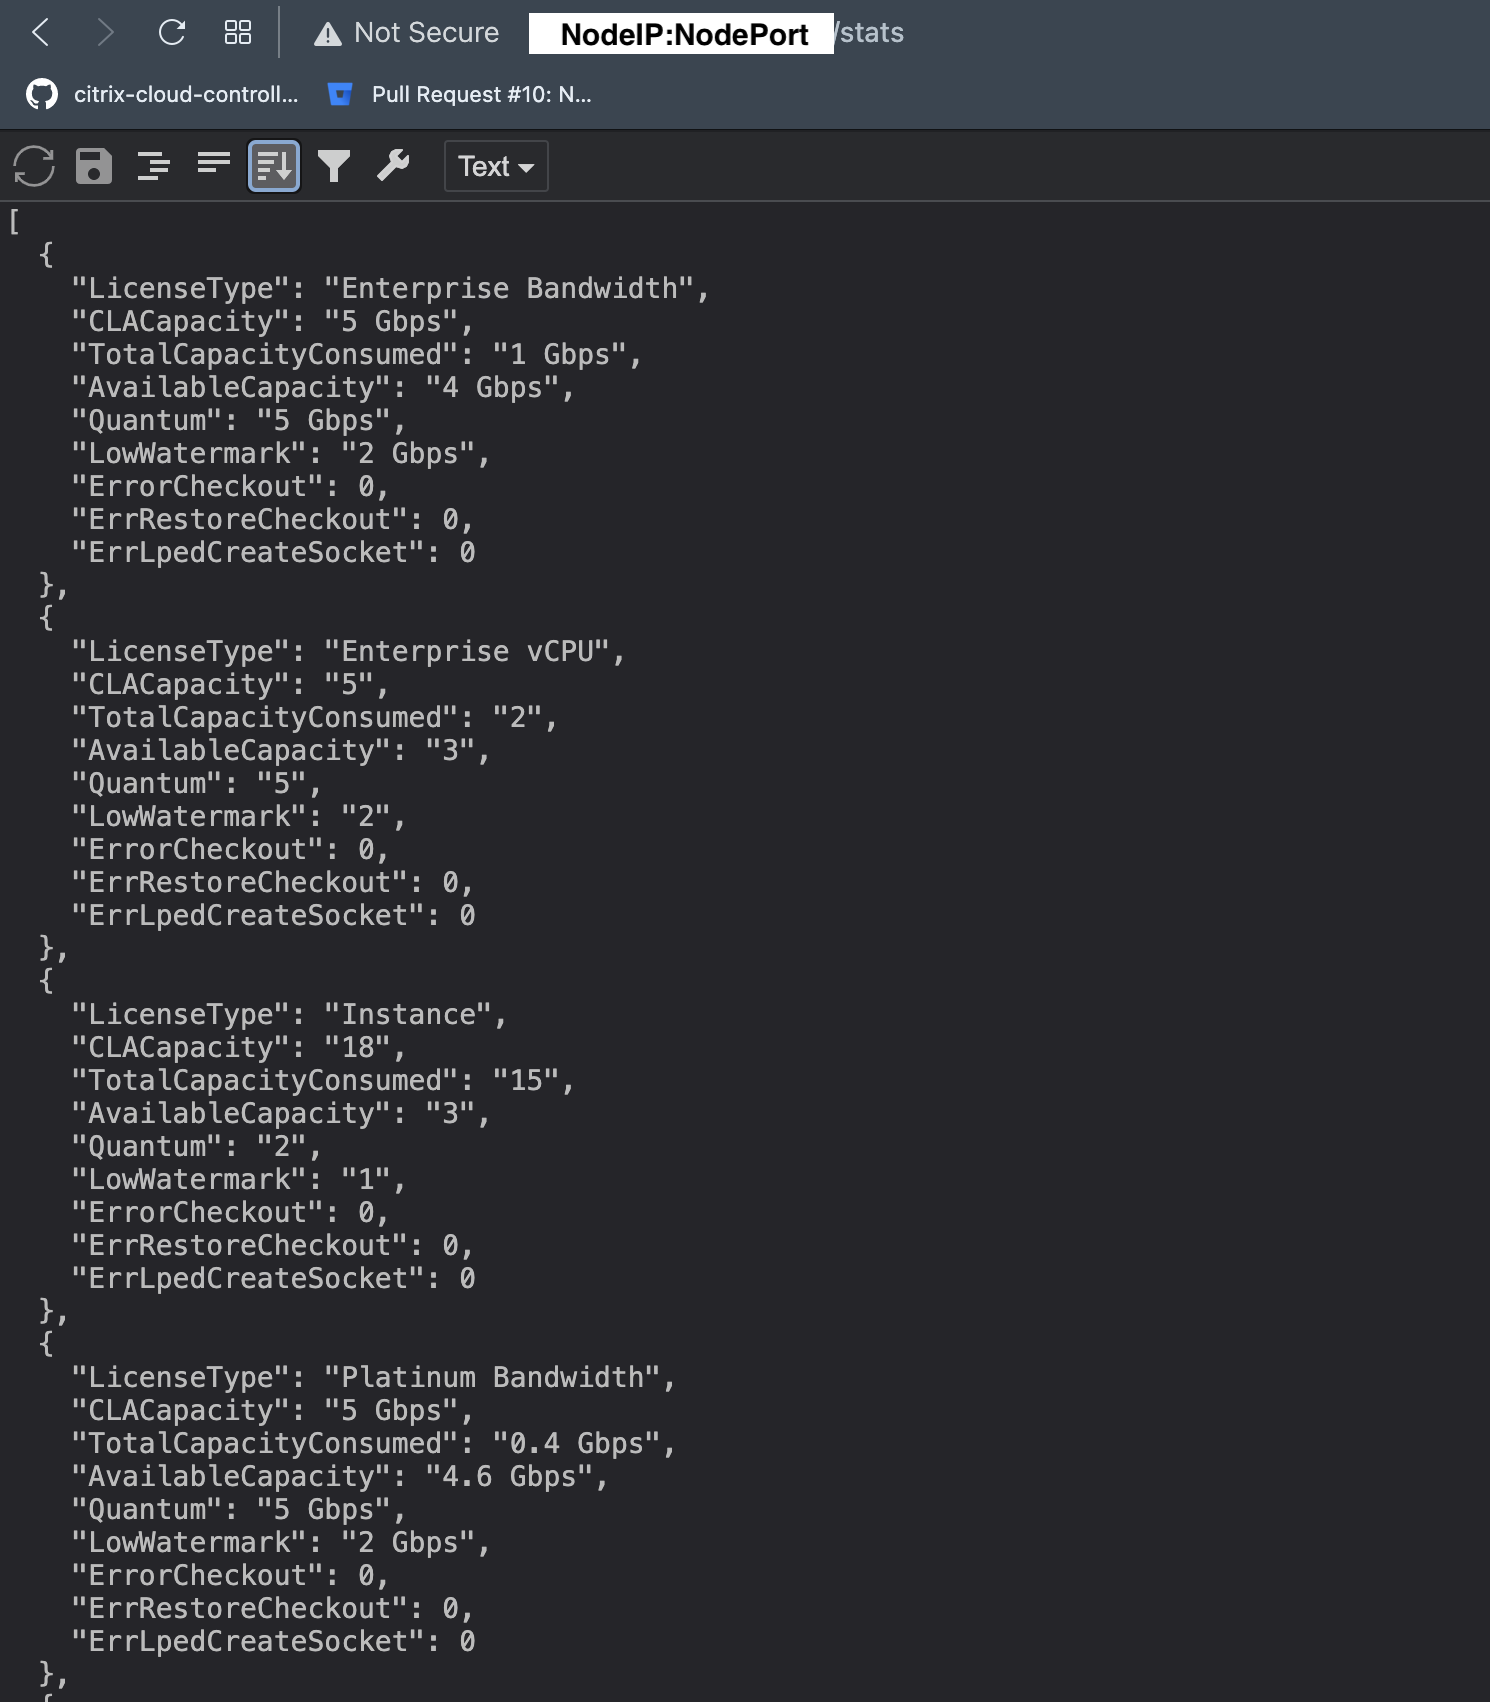 Not Secure NodeIP:NodePort/stats
citrix-cloud-controll... Pull Request #10: N...
Text
[
  {
    "LicenseType": "Enterprise Bandwidth",
    "CLACapacity": "5 Gbps",
    "TotalCapacityConsumed": "1 Gbps",
    "AvailableCapacity": "4 Gbps",
    "Quantum": "5 Gbps",
    "LowWatermark": "2 Gbps",
    "ErrorCheckout": 0,
    "ErrRestoreCheckout": 0,
    "ErrLpedCreateSocket": 0
  },
  {
    "LicenseType": "Enterprise vCPU",
    "CLACapacity": "5",
    "TotalCapacityConsumed": "2",
    "AvailableCapacity": "3",
    "Quantum": "5",
    "LowWatermark": "2",
    "ErrorCheckout": 0,
    "ErrRestoreCheckout": 0,
    "ErrLpedCreateSocket": 0
  },
  {
    "LicenseType": "Instance",
    "CLACapacity": "18",
    "TotalCapacityConsumed": "15",
    "AvailableCapacity": "3",
    "Quantum": "2",
    "LowWatermark": "1",
    "ErrorCheckout": 0,
    "ErrRestoreCheckout": 0,
    "ErrLpedCreateSocket": 0
  },
  {
    "LicenseType": "Platinum Bandwidth",
    "CLACapacity": "5 Gbps",
    "TotalCapacityConsumed": "0.4 Gbps",
    "AvailableCapacity": "4.6 Gbps",
    "Quantum": "5 Gbps",
    "LowWatermark": "2 Gbps",
    "ErrorCheckout": 0,
    "ErrRestoreCheckout": 0,
    "ErrLpedCreateSocket": 0
  },
  {